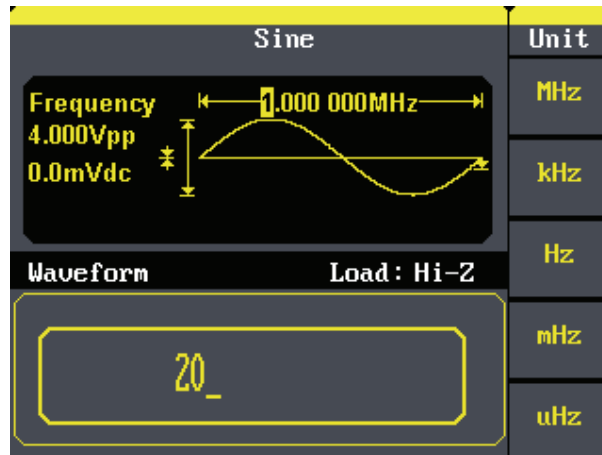 Sine
Unit
Frequency
1.000 000MHz
4.000Vpp
0.0mVdc
Waveform
Load: Hi-Z
20_
MHz
kHz
Hz
mHz
uHz